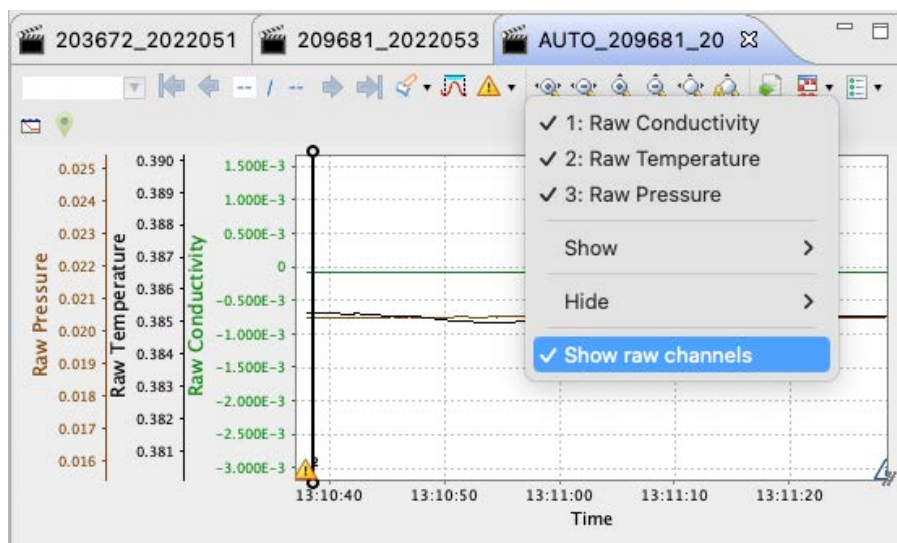 203672_2022051
209681_2022053
AUTO_209681_20
-- / --
✓ 1: Raw Conductivity
✓ 2: Raw Temperature
✓ 3: Raw Pressure
Show >
Hide >
✓ Show raw channels
Raw Pressure
0.025
0.024
0.023
0.022
0.021
0.020
0.019
0.018
0.017
0.016
Raw Temperature
0.390
0.389
0.388
0.387
0.386
0.385
0.384
0.383
0.382
0.381
Raw Conductivity
1.500E-3
1.000E-3
0.500E-3
0
-0.500E-3
-1.000E-3
-1.500E-3
-2.000E-3
-2.500E-3
-3.000E-3
13:10:40 13:10:50 13:11:00 13:11:10 13:11:20
Time